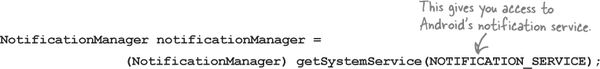 This gives you access to
Android's notification service.
NotificationManager notificationManager =
(NotificationManager) getSystemService(NOTIFICATION_SERVICE);